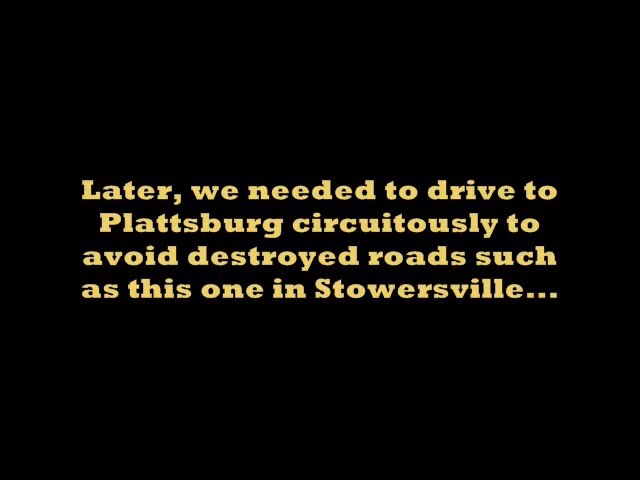 Later, we needed to drive to
Plattsburg circuitously to
avoid destroyed roads such
as this one in Stowersville...